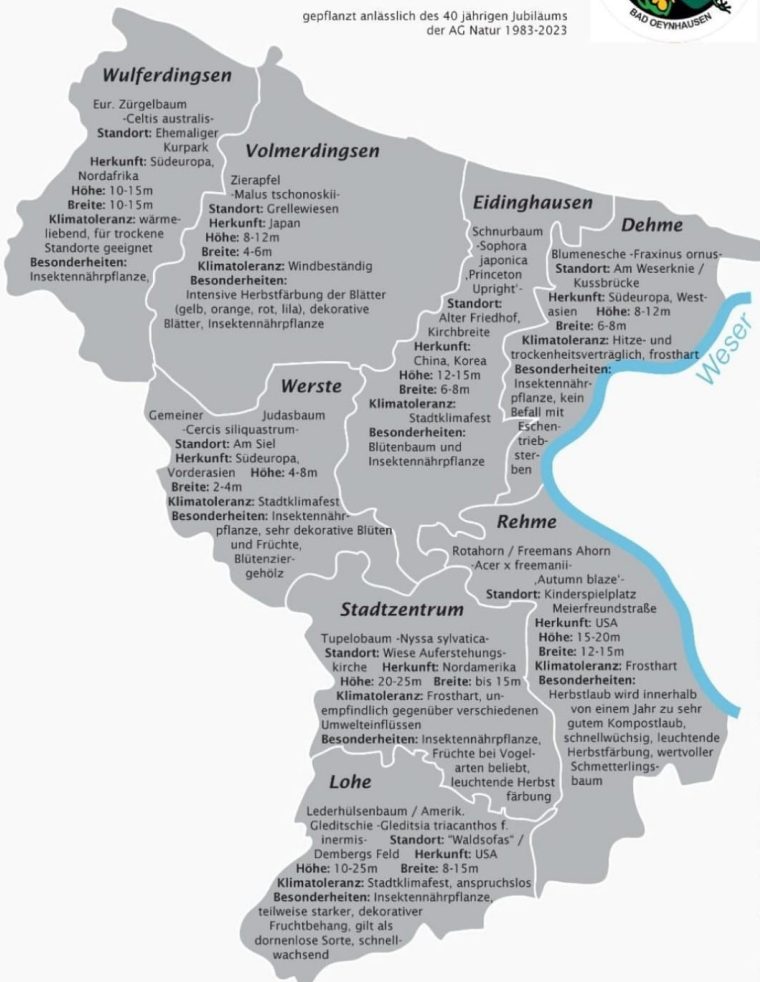 gepflanzt anlässlich des 40 jährigen Jubiläums
der AG Natur 1983-2023
BAD OEYNHAUSEN
Wulferdingsen
Eur. Zürgelbaum
-Celtis australis-
Standort: Ehemaliger
Kurpark
Herkunft: Südeuropa,
Nordafrika
Höhe: 10-15m
Breite: 10-15m
Klimatoleranz: wärme-
liebend, für trockene
Standorte geeignet
Besonderheiten:
Insektennährpflanze,
Volmerdingsen
Zierapfel
-Malus tschonoskii-
Standort: Grellewiesen
Herkunft: Japan
Höhe: 8-12m
Breite: 4-6m
Klimatoleranz: Windbeständig
Besonderheiten:
Intensive Herbstfärbung der Blätter
(gelb, orange, rot, lila), dekorative
Blätter, Insektennährpflanze
Eidinghausen
Schnurbaum
-Sophora
japonica
‚Princeton
Upright'-
Standort:
Alter Friedhof,
Kirchbreite
Herkunft:
China, Korea
Höhe: 12-15m
Breite: 6-8m
Klimatoleranz:
Stadtklimafest
Besonderheiten:
Blütenbaum und
Insektennährpflanze
Dehme
Blumenesche -Fraxinus ornus-
Standort: Am Weserknie /
Kussbrücke
Herkunft: Südeuropa, West-
asien Höhe: 8-12m
Breite: 6-8m
Klimatoleranz: Hitze- und
trockenheitsverträglich, frosthart
Besonderheiten:
Insektennähr-
pflanze, kein
Befall mit
Eschen-
trieb-
ster-
ben
Weser
Werste
Gemeiner Judasbaum
-Cercis siliquastrum-
Standort: Am Siel
Herkunft: Südeuropa,
Vorderasien Höhe: 4-8m
Breite: 2-4m
Klimatoleranz: Stadtklimafest
Besonderheiten: Insektennähr-
pflanze, sehr dekorative Blüten
und Früchte,
Blütenzier-
gehölz
Rehme
Rotahorn / Freemans Ahorn
-Acer x freemanii-
‚Autumn blaze'-
Standort: Kinderspielplatz
Meierfreundstraße
Herkunft: USA
Höhe: 15-20m
Breite: 12-15m
Klimatoleranz: Frosthart
Besonderheiten:
Herbstlaub wird innerhalb
von einem Jahr zu sehr
gutem Kompostlaub,
schnellwüchsig, leuchtende
Herbstfärbung, wertvoller
Schmetterlings-
baum
Stadtzentrum
Tupelobaum -Nyssa sylvatica-
Standort: Wiese Auferstehungs-
kirche Herkunft: Nordamerika
Höhe: 20-25m Breite: bis 15m
Klimatoleranz: Frosthart, un-
empfindlich gegenüber verschiedenen
Umwelteinflüssen
Besonderheiten: Insektennährpflanze,
Früchte bei Vogel-
arten beliebt,
leuchtende Herbst
färbung
Lohe
Lederhülsenbaum / Amerik.
Gleditschie -Gleditsia triacanthos f.
inermis- Standort: "Waldsofas" /
Dembergs Feld Herkunft: USA
Höhe: 10-25m Breite: 8-15m
Klimatoleranz: Stadtklimafest, anspruchslos
Besonderheiten: Insektennährpflanze,
teilweise starker, dekorativer
Fruchtbehang, gilt als
dornenlose Sorte, schnell-
wachsend